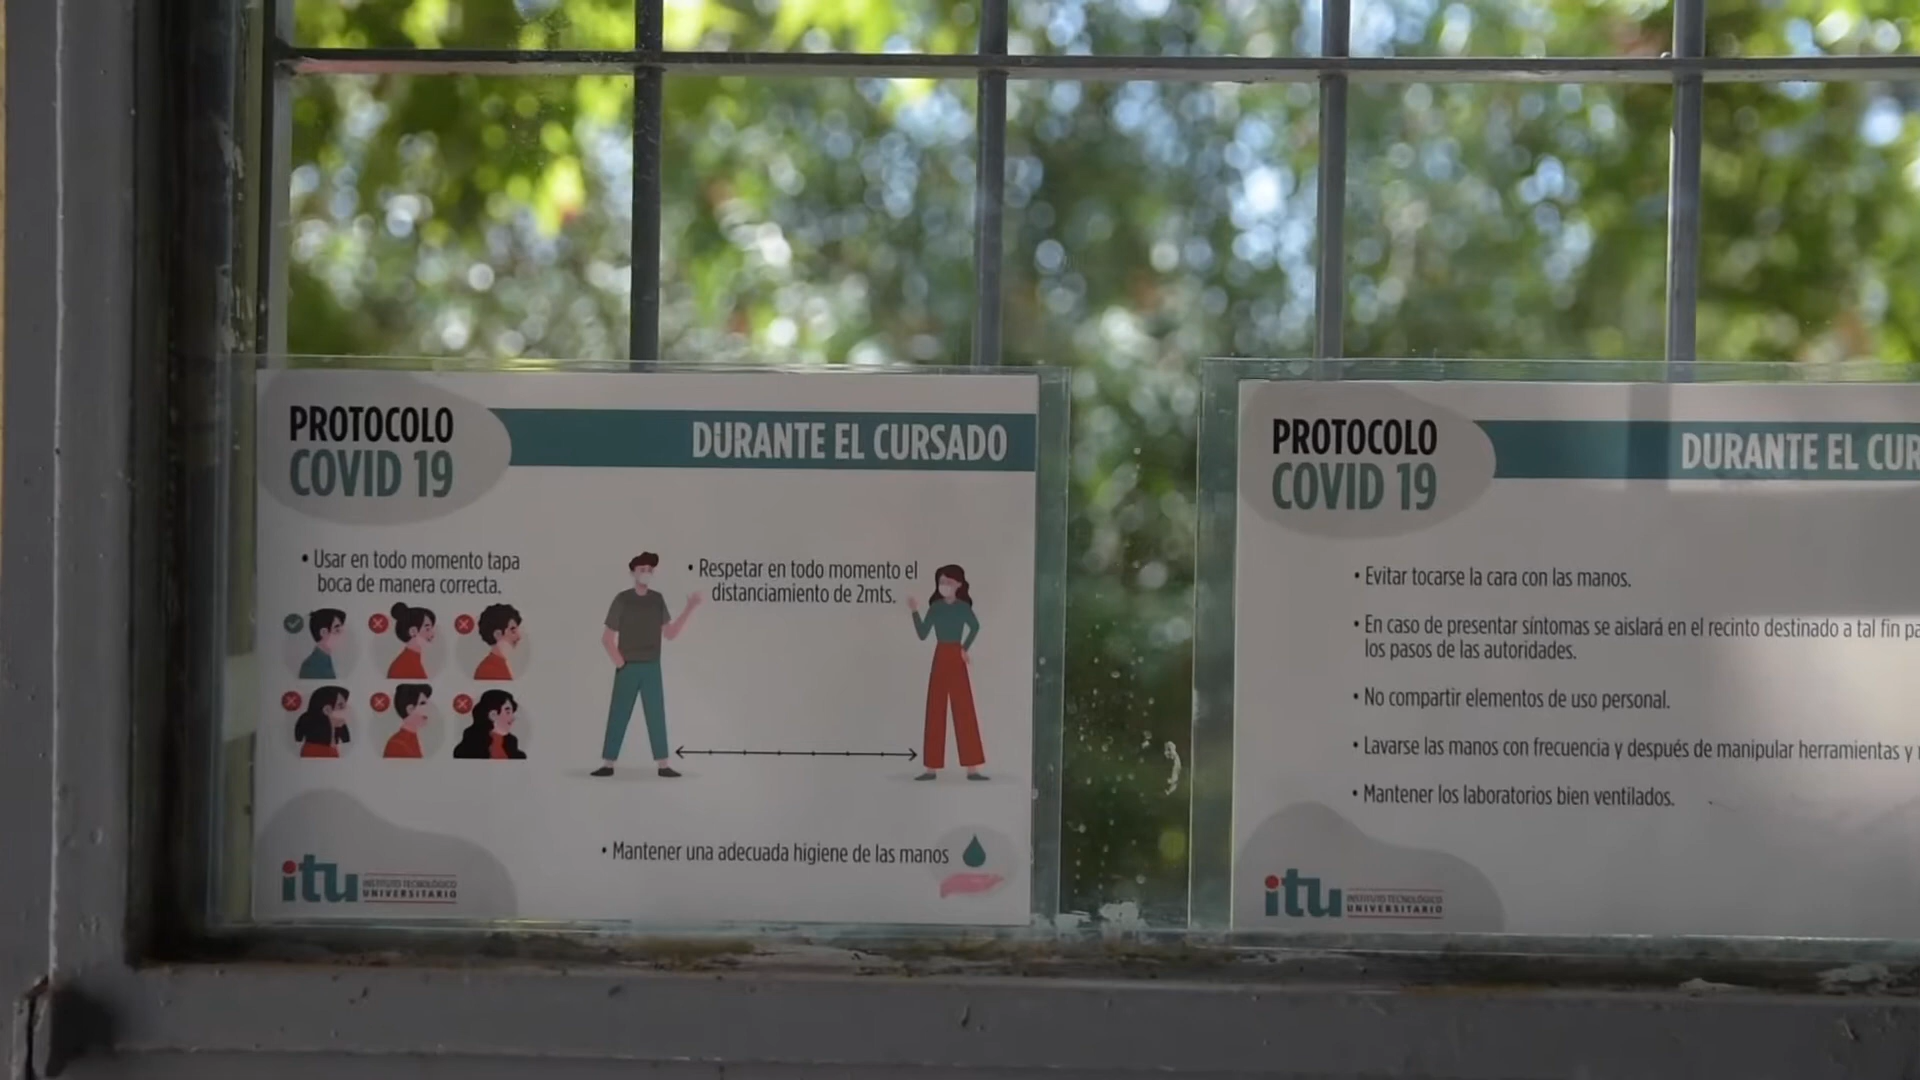 PROTOCOLO
COVID 19
DURANTE EL CURSADO
• Usar en todo momento tapa
boca de manera correcta.
• Respetar en todo momento el
distanciamiento de 2mts.
• Mantener una adecuada higiene de las manos
itu
INSTITUTO TECNOLÓGICO
UNIVERSITARIO
PROTOCOLO
COVID 19
DURANTE EL CUR
• Evitar tocarse la cara con las manos.
• En caso de presentar síntomas se aislará en el recinto destinado a tal fin pa
los pasos de las autoridades.
• No compartir elementos de uso personal.
• Lavarse las manos con frecuencia y después de manipular herramientas y
• Mantener los laboratorios bien ventilados.
itu
INSTITUTO TECNOLÓGICO
UNIVERSITARIO